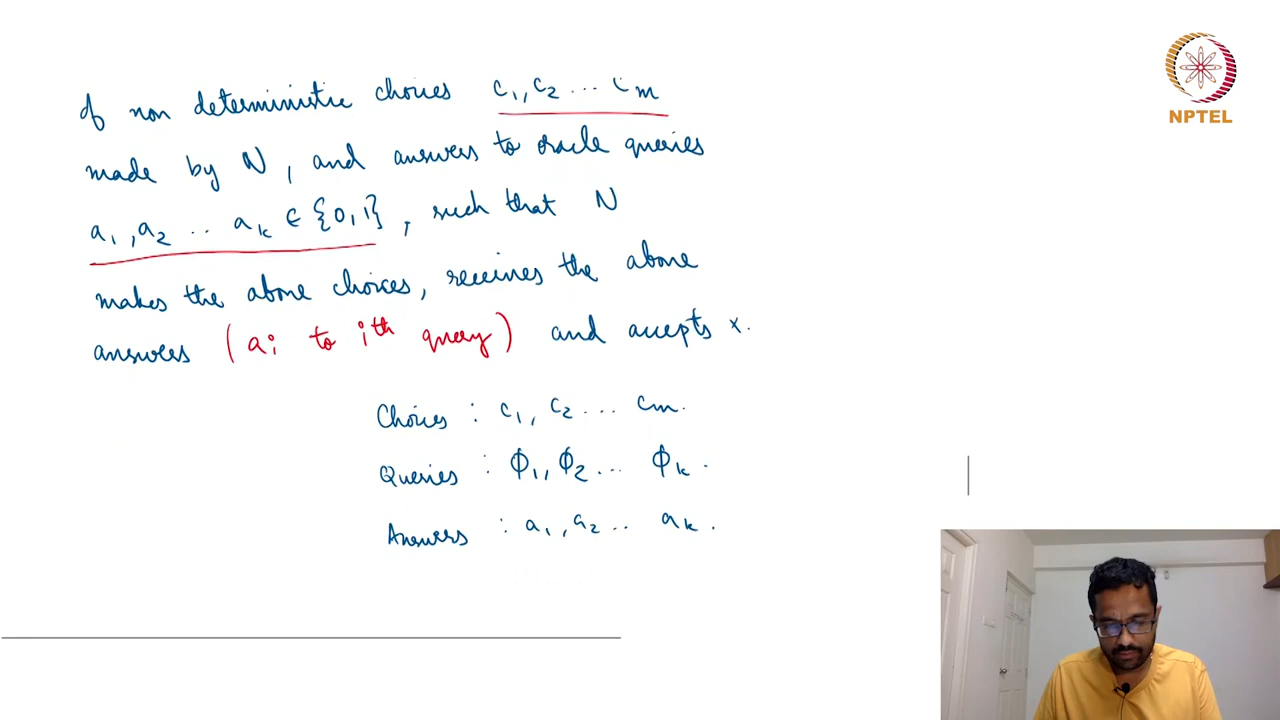 of non deterministic choices c₁, c₂ ... cₘ
made by N, and answers to oracle queries
a₁, a₂ .. aₖ ∈ {0, 1}, such that N
makes the above choices, receives the above
answers (aᵢ to ith query) and accepts x.
Choices : c₁, c₂ ... cₘ.
Queries : ϕ₁, ϕ₂ ... ϕₖ.
Answers : a₁, a₂ .. aₖ.
NPTEL